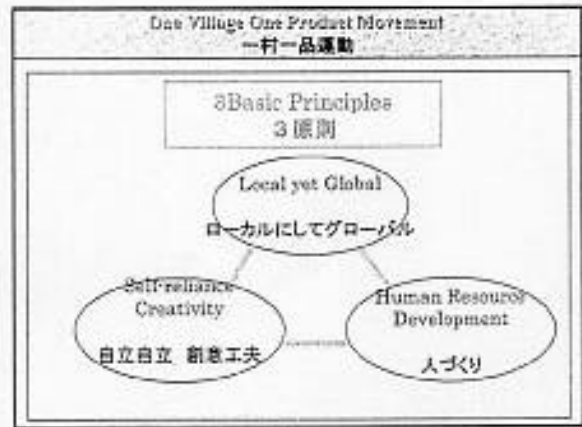 One Village One Product Movement
一村一品運動
3Basic Principles
3原則
Local yet Global
ローカルにしてグローバル
Self-reliance
Creativity
自立自立 創意工夫
Human Resource
Development
人づくり